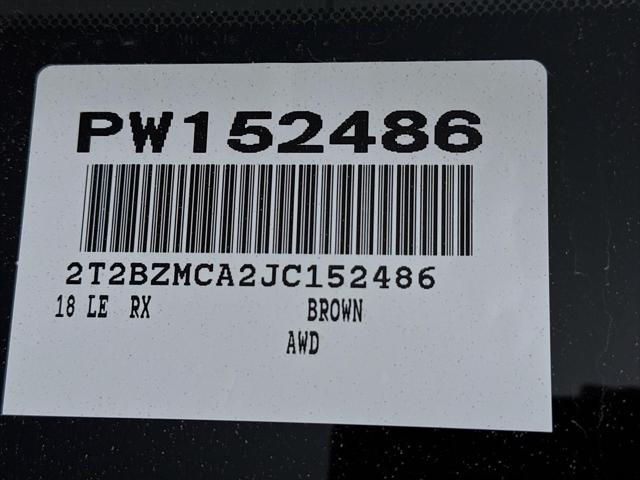 PW152486
2T2BZMCA2JC152486
18 LE RX BROWN
AWD